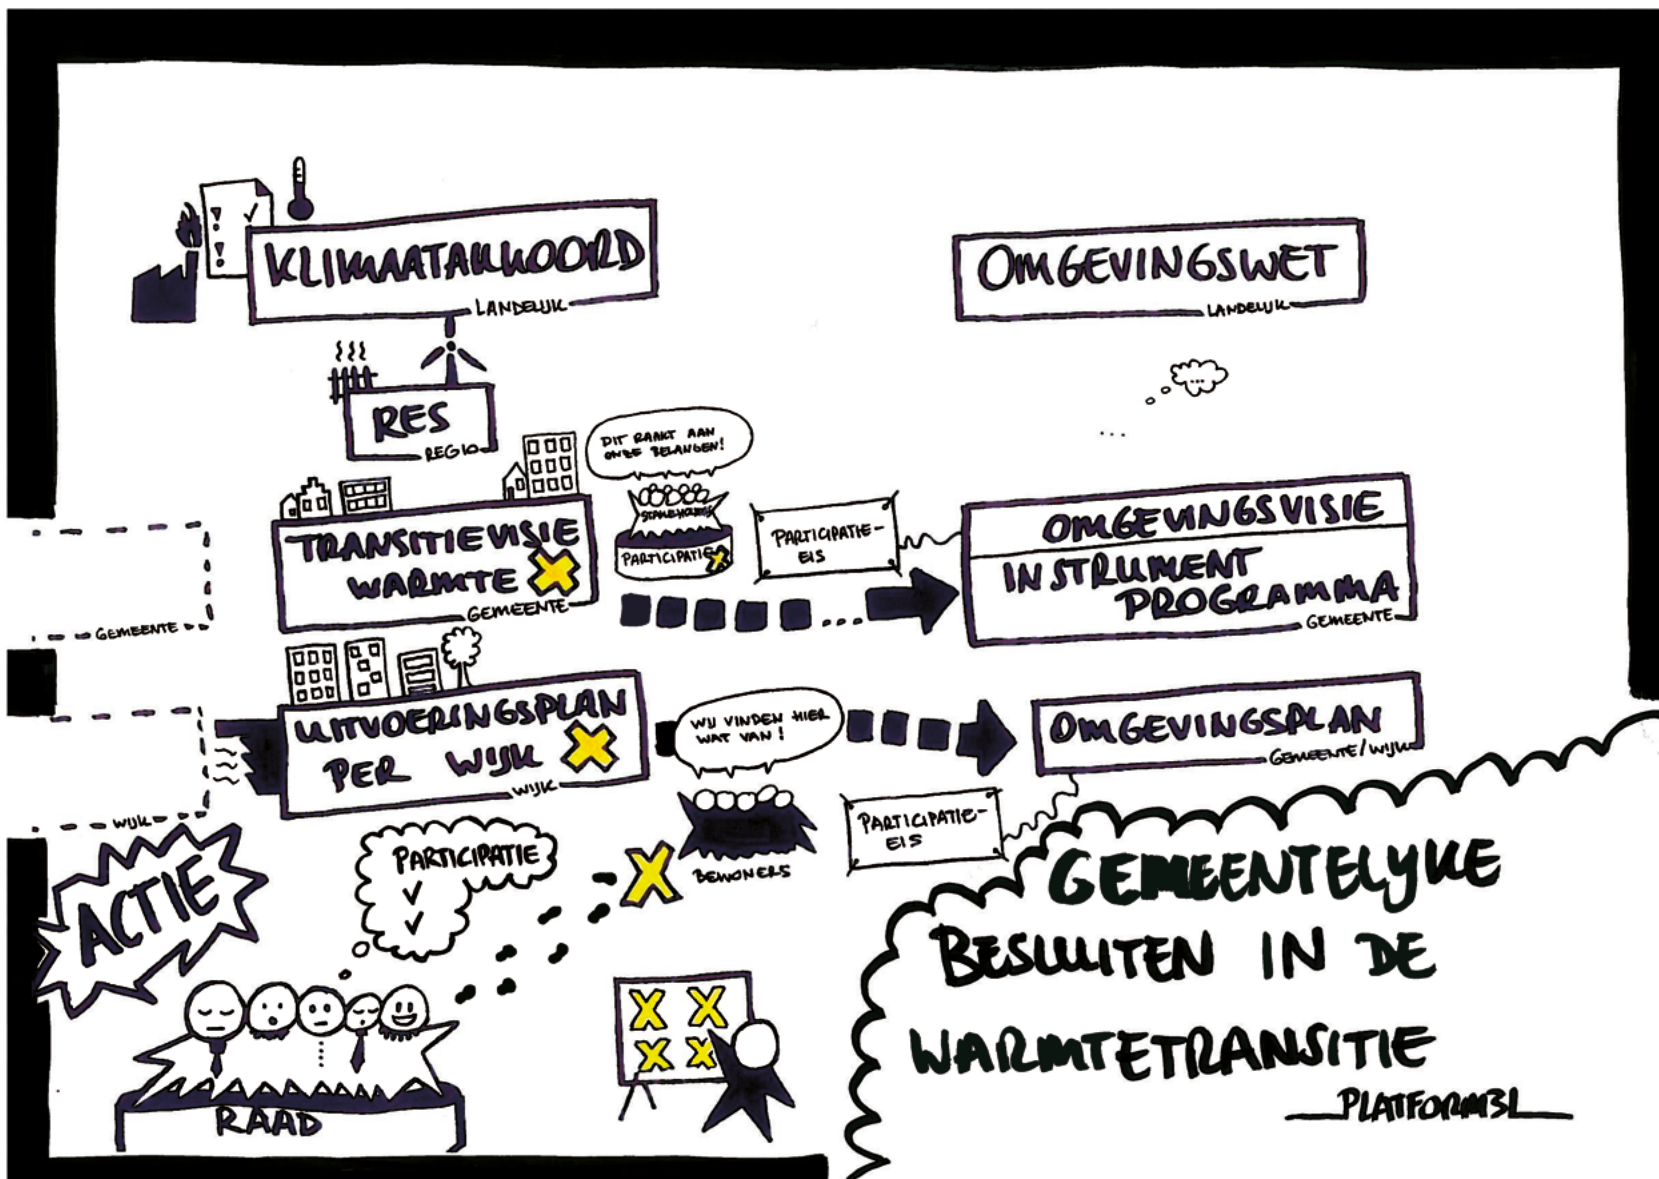 KLIMAATAKKOORD
LANDELIJK
OMGEVINGSWET
LANDELIJK
RES
REGIO
...
...
DIT RAAKT AAN
ONZE BELANGEN!
STAKEHOLDERS
PARTICIPATIE
PARTICIPATIE-
EIS
TRANSITIEVISIE
WARMTE
GEMEENTE
...
OMGEVINGSVISIE
INSTRUMENT
PROGRAMMA
GEMEENTE
GEMEENTE
UITVOERINGSPLAN
PER WIJK
WIJK
WIJ VINDEN HIER
WAT VAN!
OMGEVINGSPLAN
GEMEENTE/WIJK
WIJK
BEWONERS
PARTICIPATIE-
EIS
ACTIE
PARTICIPATIE
RAAD
GEMEENTELYKE
BESLUITEN IN DE
WARMTETRANSITIE
PLATFORM31